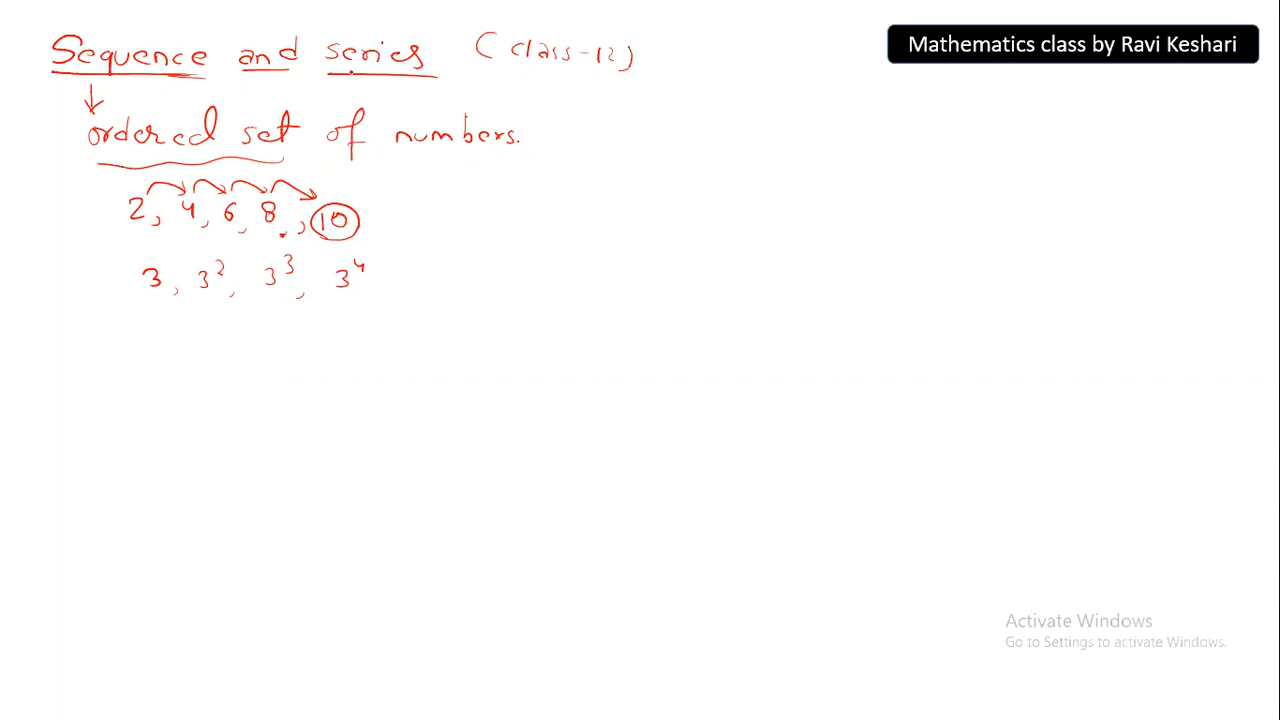 Sequence and series (class-12)
Mathematics class by Ravi Keshari
ordered set of numbers.
2, 4, 6, 8, 10
3, 3², 3³, 3⁴
Activate Windows
Go to Settings to activate Windows.